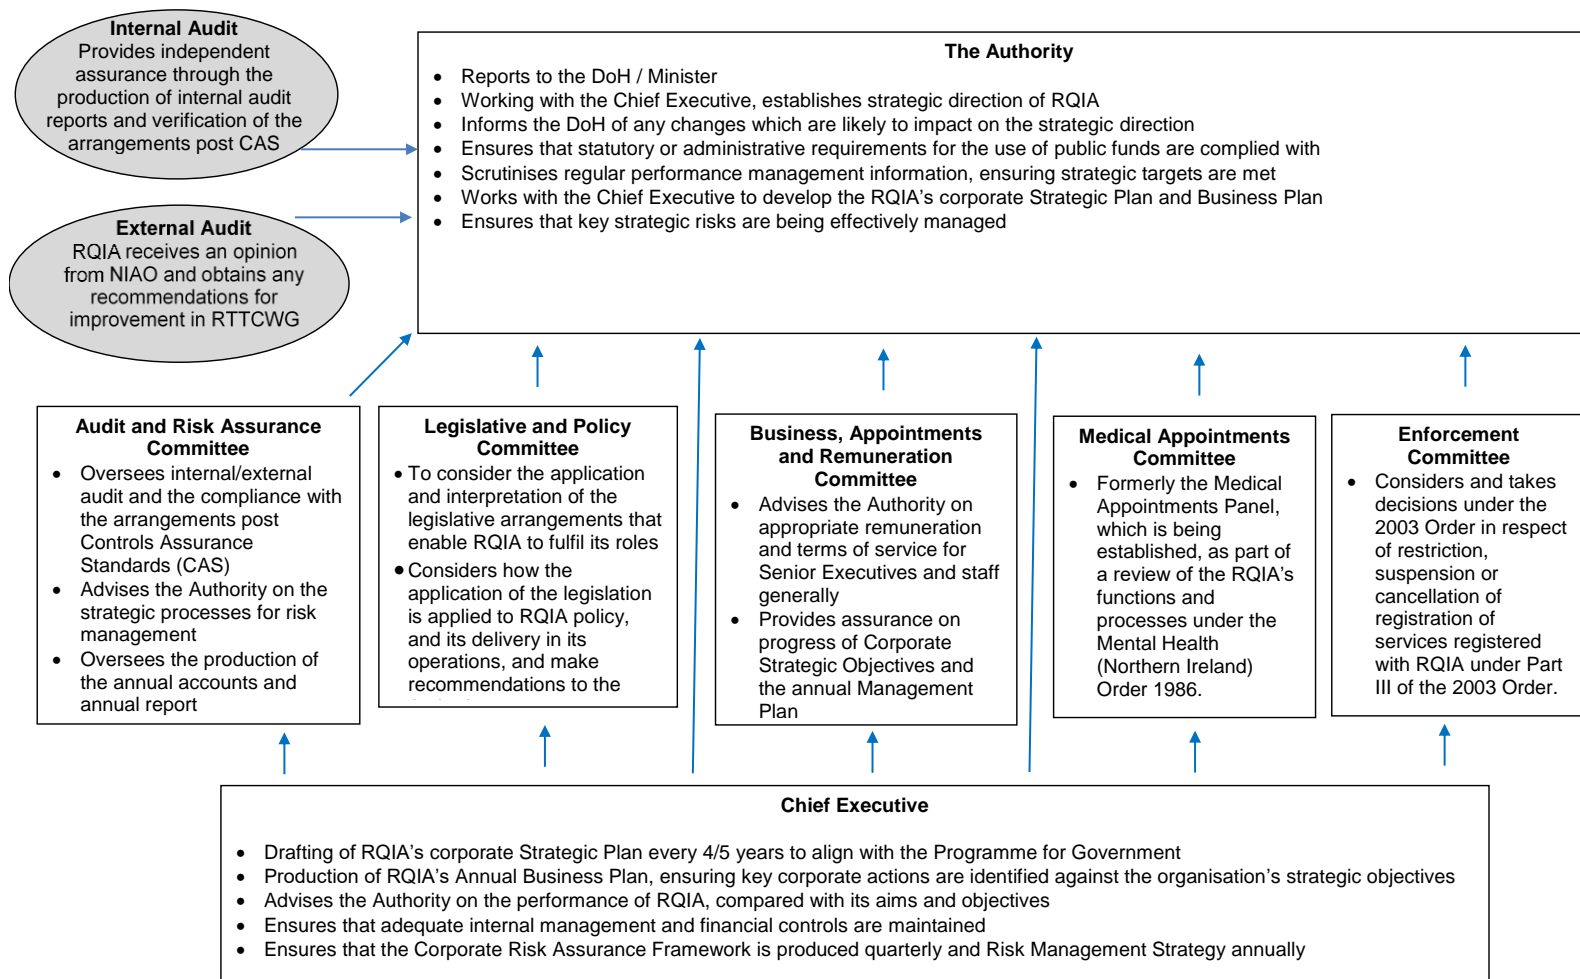 Internal Audit
Provides independent
assurance through the
production of internal audit
reports and verification of the
arrangements post CAS
External Audit
RQIA receives an opinion
from NIAO and obtains any
recommendations for
improvement in RTTCWG
The Authority
• Reports to the DoH / Minister
• Working with the Chief Executive, establishes strategic direction of RQIA
• Informs the DoH of any changes which are likely to impact on the strategic direction
• Ensures that statutory or administrative requirements for the use of public funds are complied with
• Scrutinises regular performance management information, ensuring strategic targets are met
• Works with the Chief Executive to develop the RQIA’s corporate Strategic Plan and Business Plan
• Ensures that key strategic risks are being effectively managed
Audit and Risk Assurance
Committee
• Oversees internal/external
audit and the compliance with
the arrangements post
Controls Assurance
Standards (CAS)
• Advises the Authority on the
strategic processes for risk
management
• Oversees the production of
the annual accounts and
annual report
Legislative and Policy
Committee
• To consider the application
and interpretation of the
legislative arrangements that
enable RQIA to fulfil its roles
• Considers how the
application of the legislation
is applied to RQIA policy,
and its delivery in its
operations, and make
recommendations to the
Business, Appointments
and Remuneration
Committee
• Advises the Authority on
appropriate remuneration
and terms of service for
Senior Executives and staff
generally
• Provides assurance on
progress of Corporate
Strategic Objectives and
the annual Management
Plan
Medical Appointments
Committee
• Formerly the Medical
Appointments Panel,
which is being
established, as part of
a review of the RQIA’s
functions and
processes under the
Mental Health
(Northern Ireland)
Order 1986.
Enforcement
Committee
• Considers and takes
decisions under the
2003 Order in respect
of restriction,
suspension or
cancellation of
registration of
services registered
with RQIA under Part
III of the 2003 Order.
Chief Executive
• Drafting of RQIA’s corporate Strategic Plan every 4/5 years to align with the Programme for Government
• Production of RQIA’s Annual Business Plan, ensuring key corporate actions are identified against the organisation’s strategic objectives
• Advises the Authority on the performance of RQIA, compared with its aims and objectives
• Ensures that adequate internal management and financial controls are maintained
• Ensures that the Corporate Risk Assurance Framework is produced quarterly and Risk Management Strategy annually